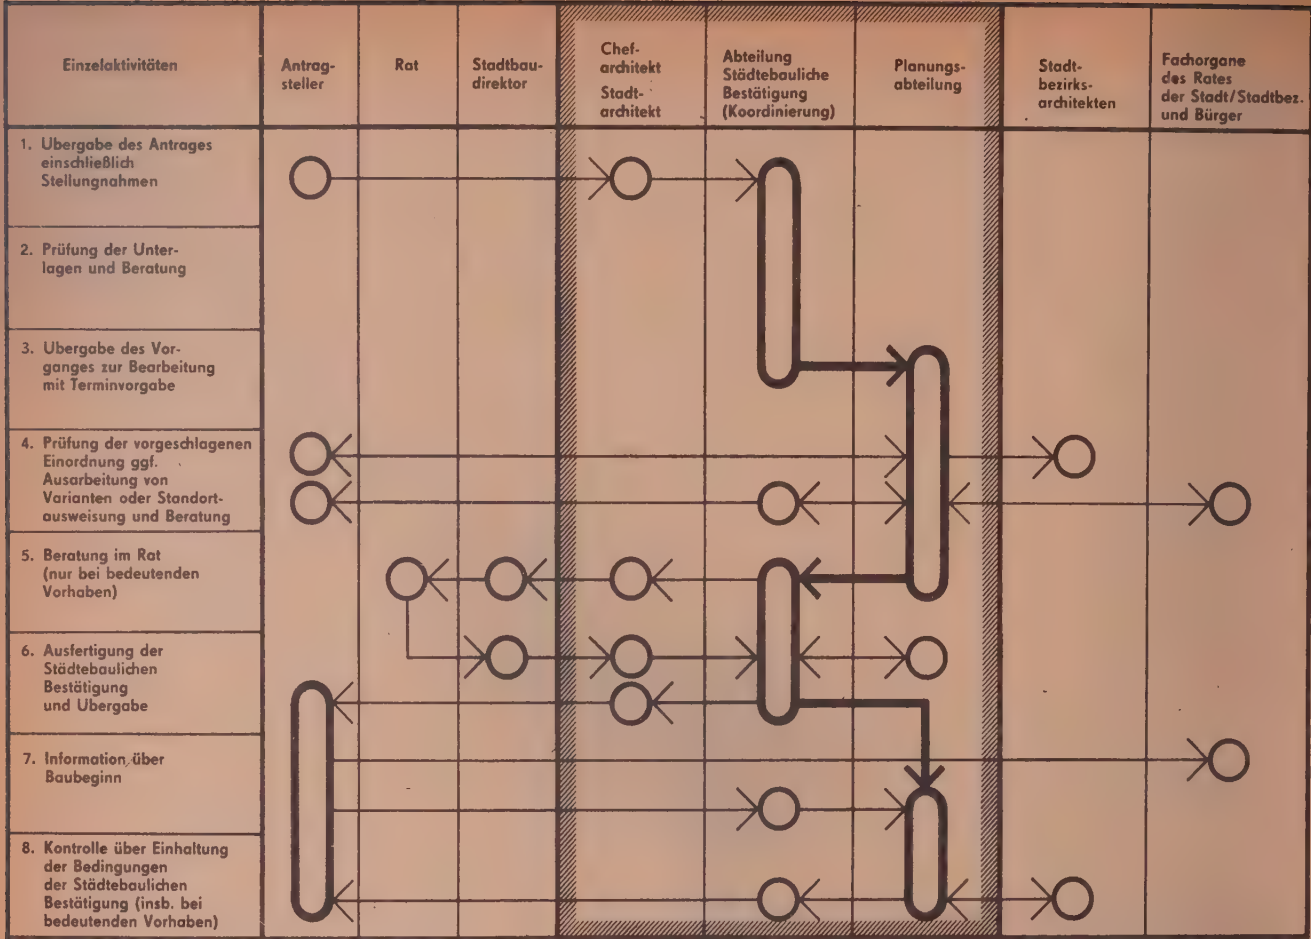 Einzelaktivitäten
Antrag-
steller
Rat
Stadtbau-
direktor
Chef-
architekt
Stadt-
architekt
Abteilung
Städtebauliche
Bestätigung
(Koordinierung)
Planungs-
abteilung
Stadt-
bezirks-
architekten
Fachorgane
des Rates
der Stadt/Stadtbez.
und Bürger
1. Ubergabe des Antrages
einschließlich
Stellungnahmen
2. Prüfung der Unter-
lagen und Beratung
3. Ubergabe des Vor-
ganges zur Bearbeitung
mit Terminvorgabe
4. Prüfung der vorgeschlagenen
Einordnung ggf.
Ausarbeitung von
Varianten oder Standort-
ausweisung und Beratung
5. Beratung im Rat
(nur bei bedeutenden
Vorhaben)
6. Ausfertigung der
Städtebaulichen
Bestätigung
und Ubergabe
7. Information über
Baubeginn
8. Kontrolle über Einhaltung
der Bedingungen
der Städtebaulichen
Bestätigung (insb. bei
bedeutenden Vorhaben)